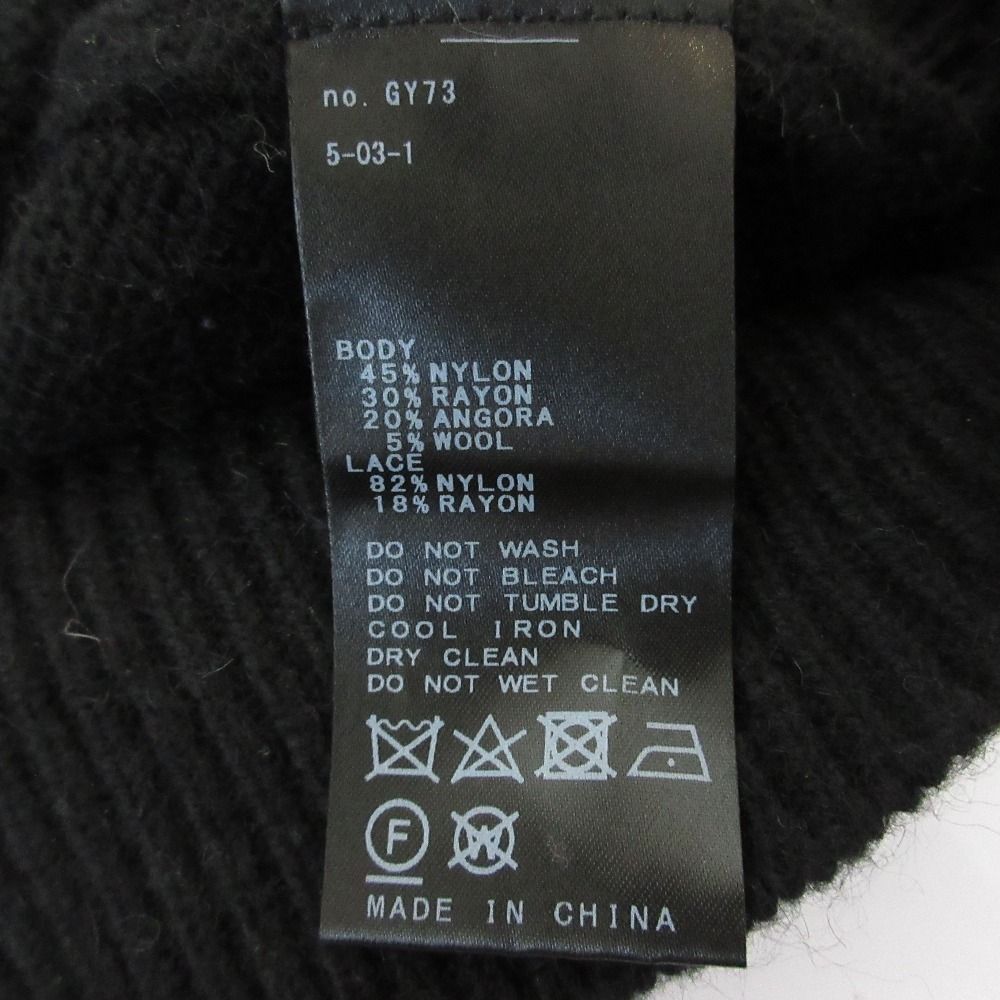 no. GY73
5-03-1
BODY
45% NYLON
30% RAYON
20% ANGORA
5% WOOL
LACE
82% NYLON
18% RAYON
DO NOT WASH
DO NOT BLEACH
DO NOT TUMBLE DRY
COOL IRON
DRY CLEAN
DO NOT WET CLEAN
F W
MADE IN CHINA